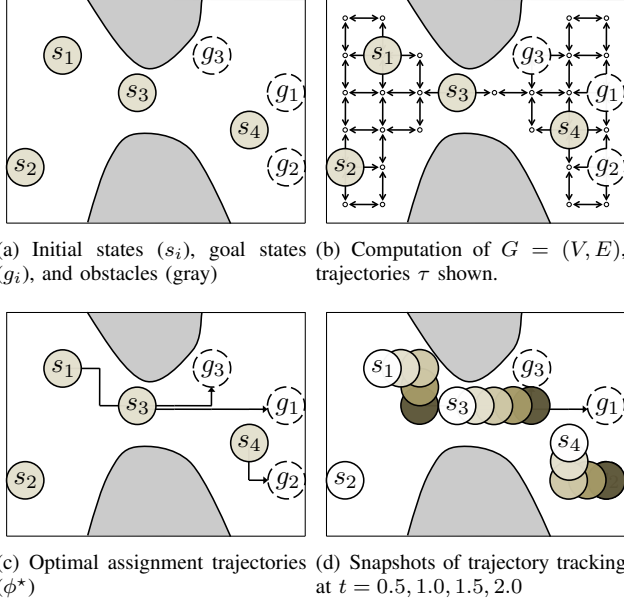 s₁
g₃
s₃
g₁
s₄
s₂
g₂
s₁
g₃
s₃
g₁
s₄
s₂
g₂
(a) Initial states (sᵢ), goal states
(gᵢ), and obstacles (gray)
(b) Computation of G = (V, E),
trajectories τ shown.
s₁
g₃
s₃
g₁
s₄
s₂
g₂
s₁
g₃
s₃
g₁
s₄
s₂
(c) Optimal assignment trajectories
(ϕ⋆)
(d) Snapshots of trajectory tracking
at t = 0.5, 1.0, 1.5, 2.0